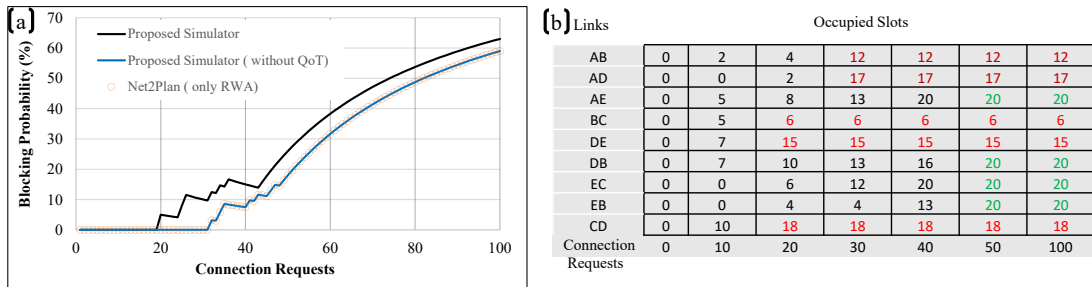 (a)
70
60
50
40
30
20
10
0
Blocking Probability (%)
Proposed Simulator
Proposed Simulator ( without QoT)
Net2Plan ( only RWA)
0 20 40 60 80 100
Connection Requests
(b) Links Occupied Slots
AB 0 2 4 12 12 12 12
AD 0 0 2 17 17 17 17
AE 0 5 8 13 20 20 20
BC 0 5 6 6 6 6 6
DE 0 7 15 15 15 15 15
DB 0 7 10 13 16 20 20
EC 0 0 6 12 20 20 20
EB 0 0 4 4 13 20 20
CD 0 10 18 18 18 18 18
Connection 0 10 20 30 40 50 100
Requests